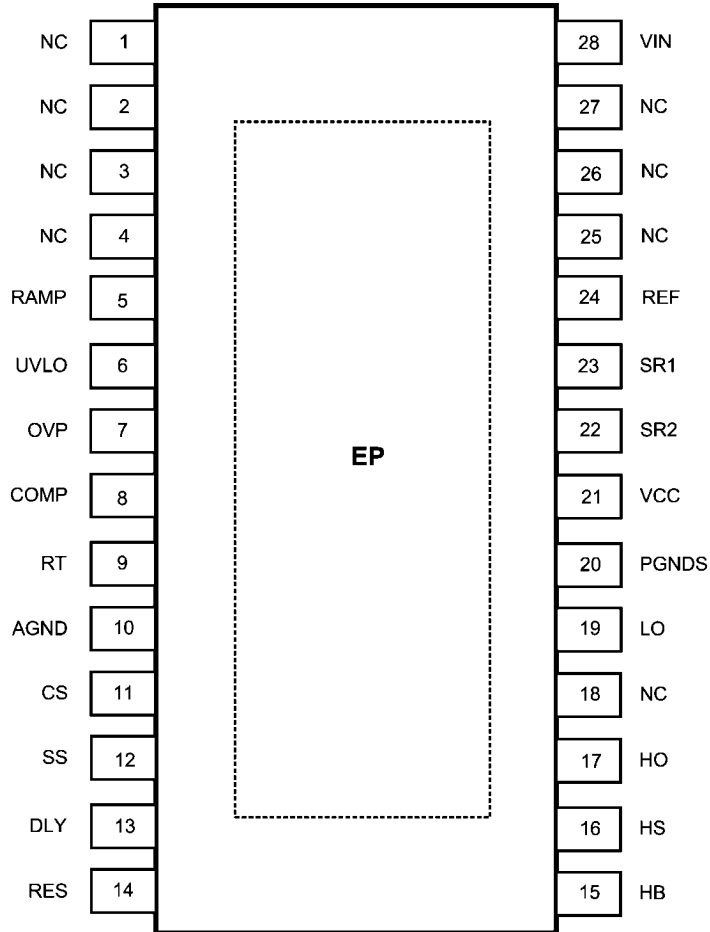 NC 1 28 VIN
NC 2 27 NC
NC 3 26 NC
NC 4 25 NC
RAMP 5 24 REF
UVLO 6 23 SR1
OVP 7 22 SR2
EP
COMP 8 21 VCC
RT 9 20 PGNDS
AGND 10 19 LO
CS 11 18 NC
SS 12 17 HO
DLY 13 16 HS
RES 14 15 HB